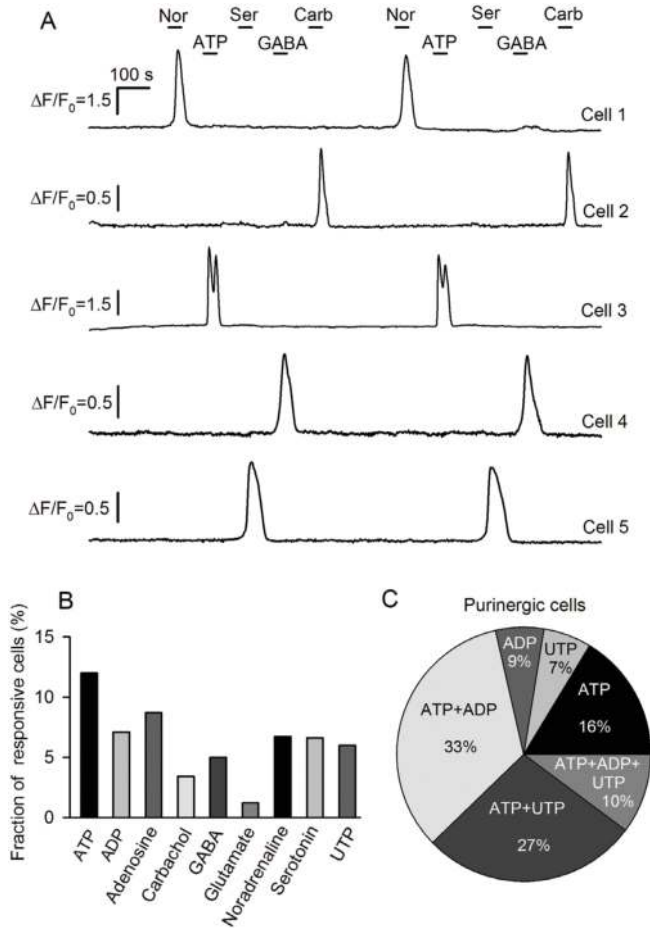 A
Nor Ser Carb Nor Ser Carb
ATP GABA ATP GABA
100 s
ΔF/F0=1.5
Cell 1
ΔF/F0=0.5
Cell 2
ΔF/F0=1.5
Cell 3
ΔF/F0=0.5
Cell 4
ΔF/F0=0.5
Cell 5
B
Fraction of responsive cells (%)
15
10
5
0
ATP
ADP
Adenosine
Carbachol
GABA
Glutamate
Noradrenaline
Serotonin
UTP
C
Purinergic cells
ADP
9%
UTP
7%
ATP
16%
ATP+ADP+
UTP
10%
ATP+UTP
27%
ATP+ADP
33%